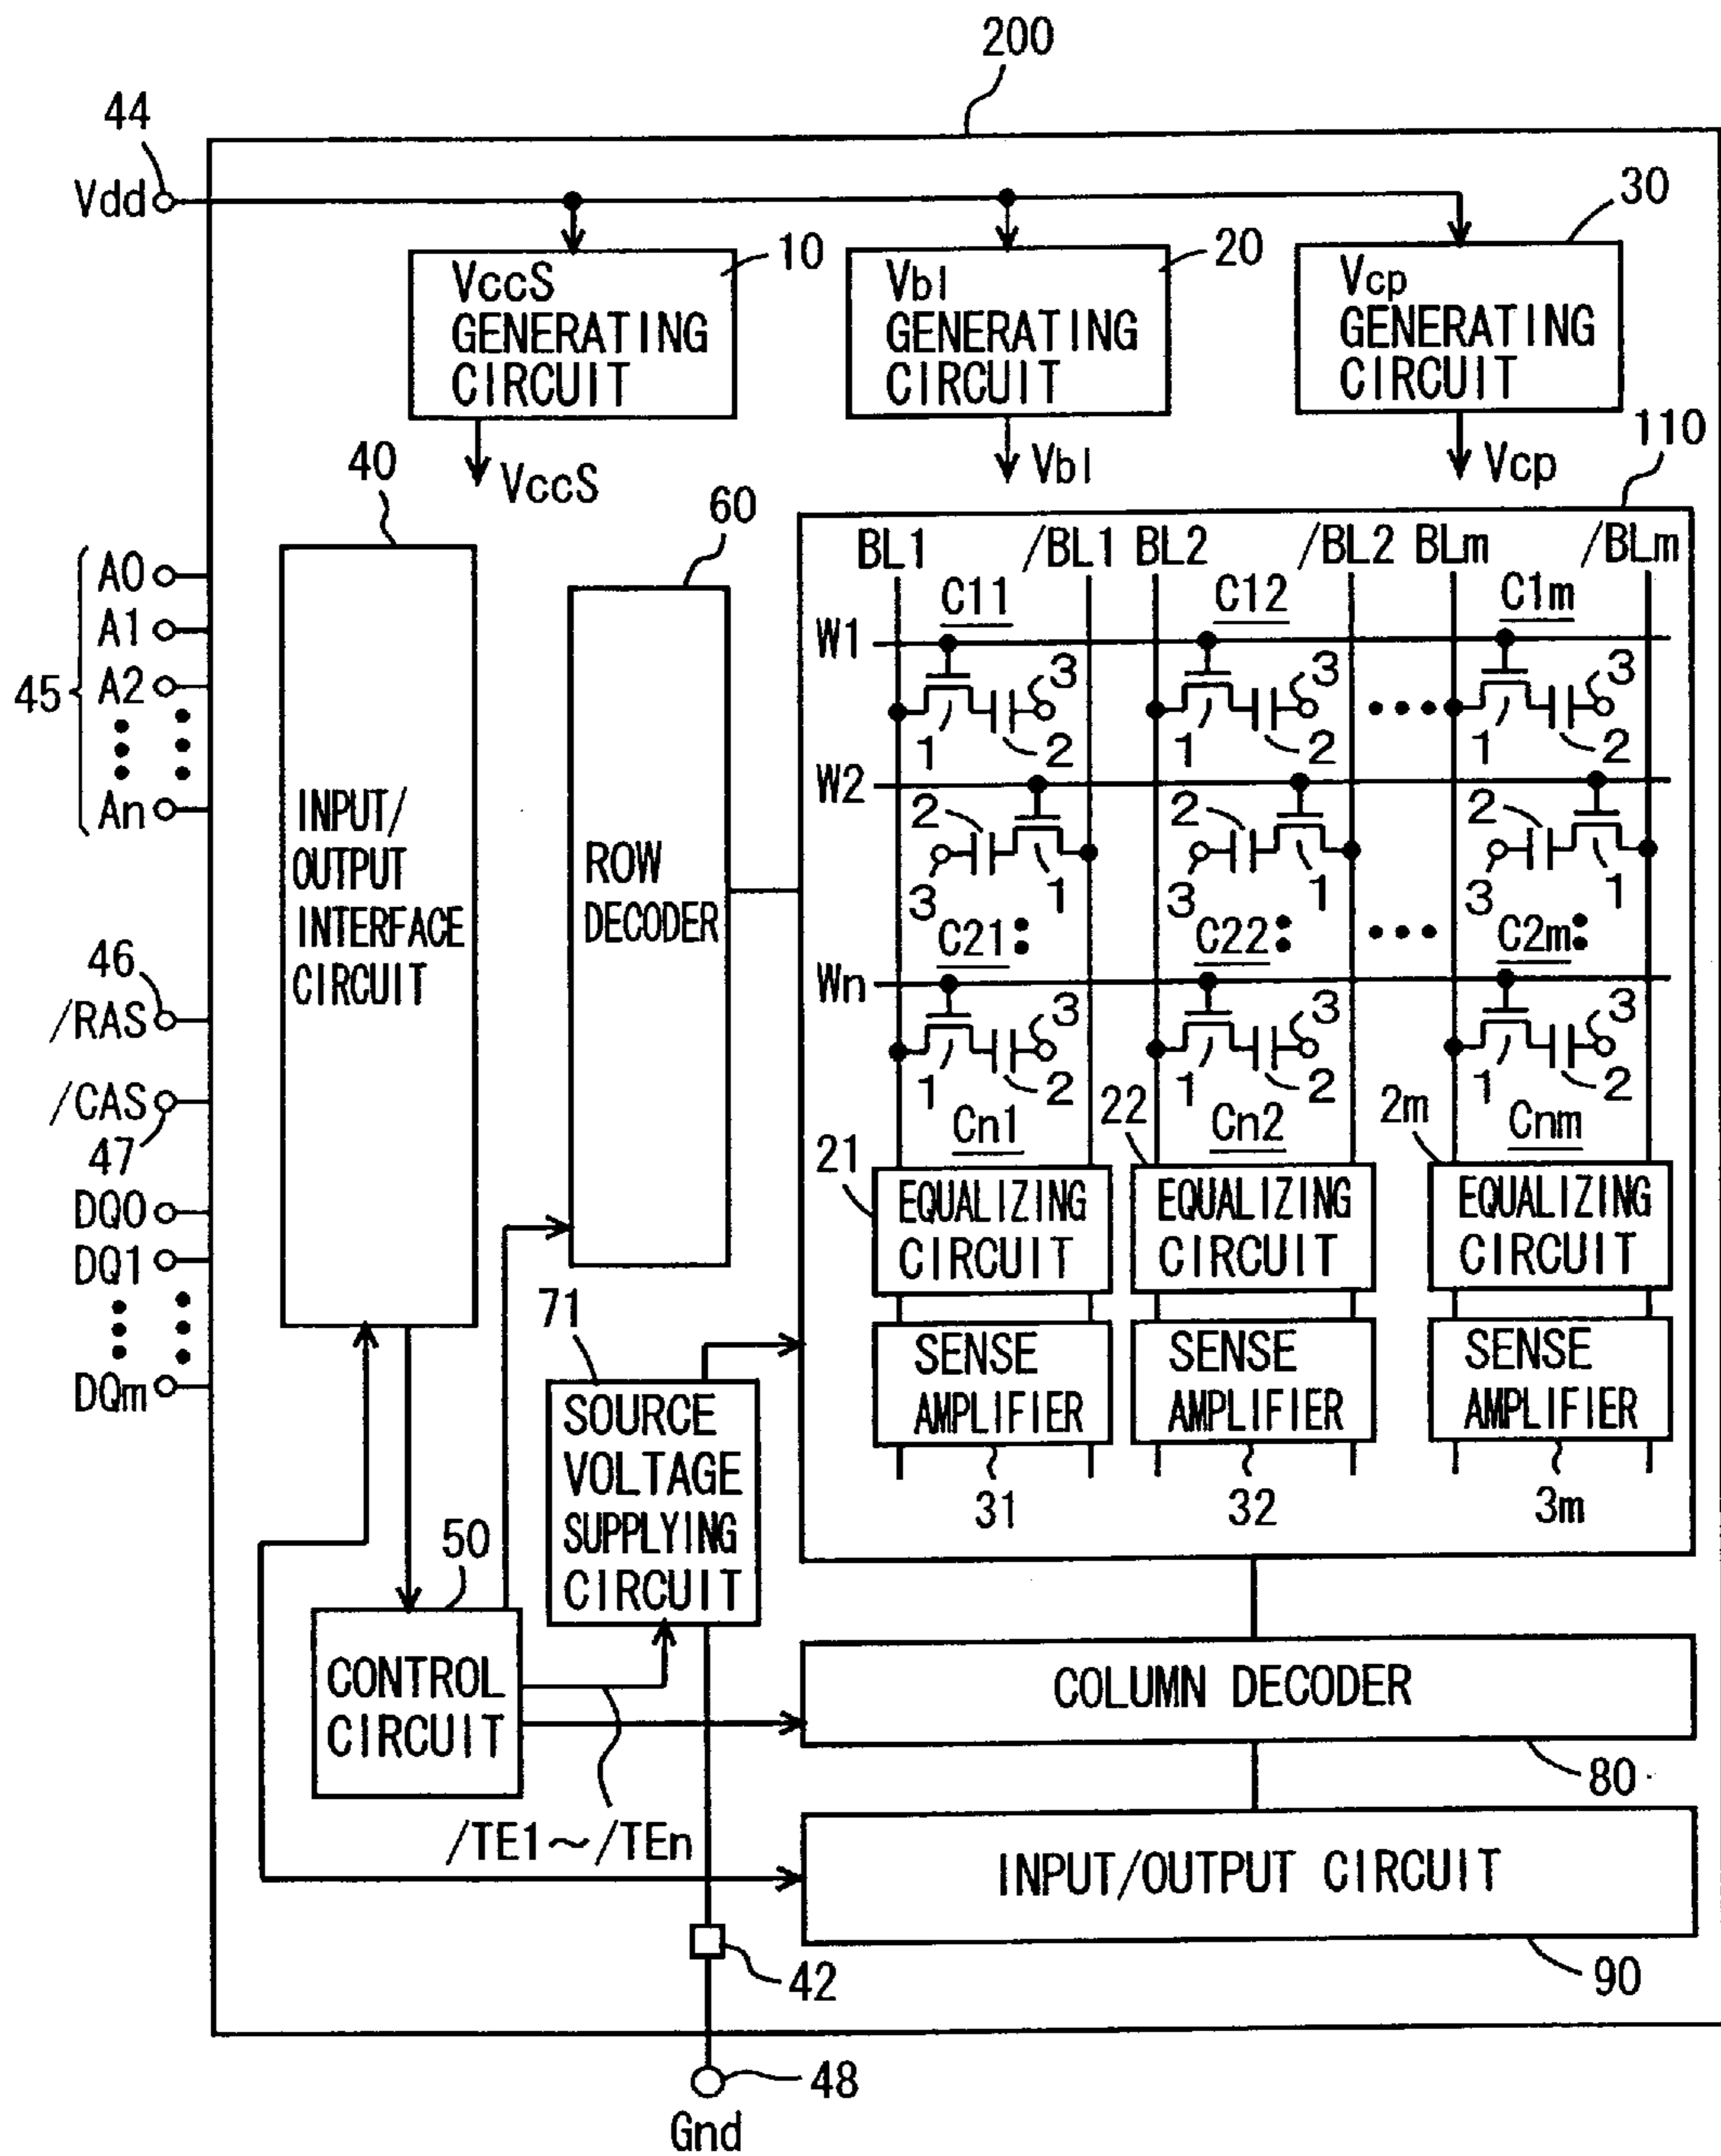 200
44
Vdd
30
10
20
VccS
GENERATING
CIRCUIT
Vbl
GENERATING
CIRCUIT
Vcp
GENERATING
CIRCUIT
110
40
VccS
Vbl
Vcp
60
BL1
/BL1
BL2
/BL2
BLm
/BLm
45
A0
A1
A2
An
C11
C12
C1m
W1
3
3
3
1
2
1
2
1
2
W2
2
2
2
3
1
3
1
3
1
C21
C22
C2m
INPUT/
OUTPUT
INTERFACE
CIRCUIT
ROW
DECODER
Wn
3
3
3
1
2
1
2
1
2
46
/RAS
/CAS
47
Cn1
Cn2
Cnm
21
22
2m
DQ0
DQ1
DQm
EQUALIZING
CIRCUIT
EQUALIZING
CIRCUIT
EQUALIZING
CIRCUIT
71
SENSE
AMPLIFIER
SENSE
AMPLIFIER
SENSE
AMPLIFIER
SOURCE
VOLTAGE
SUPPLYING
CIRCUIT
31
32
3m
50
CONTROL
CIRCUIT
COLUMN DECODER
80
/TE1～/TEn
INPUT/OUTPUT CIRCUIT
42
90
48
Gnd